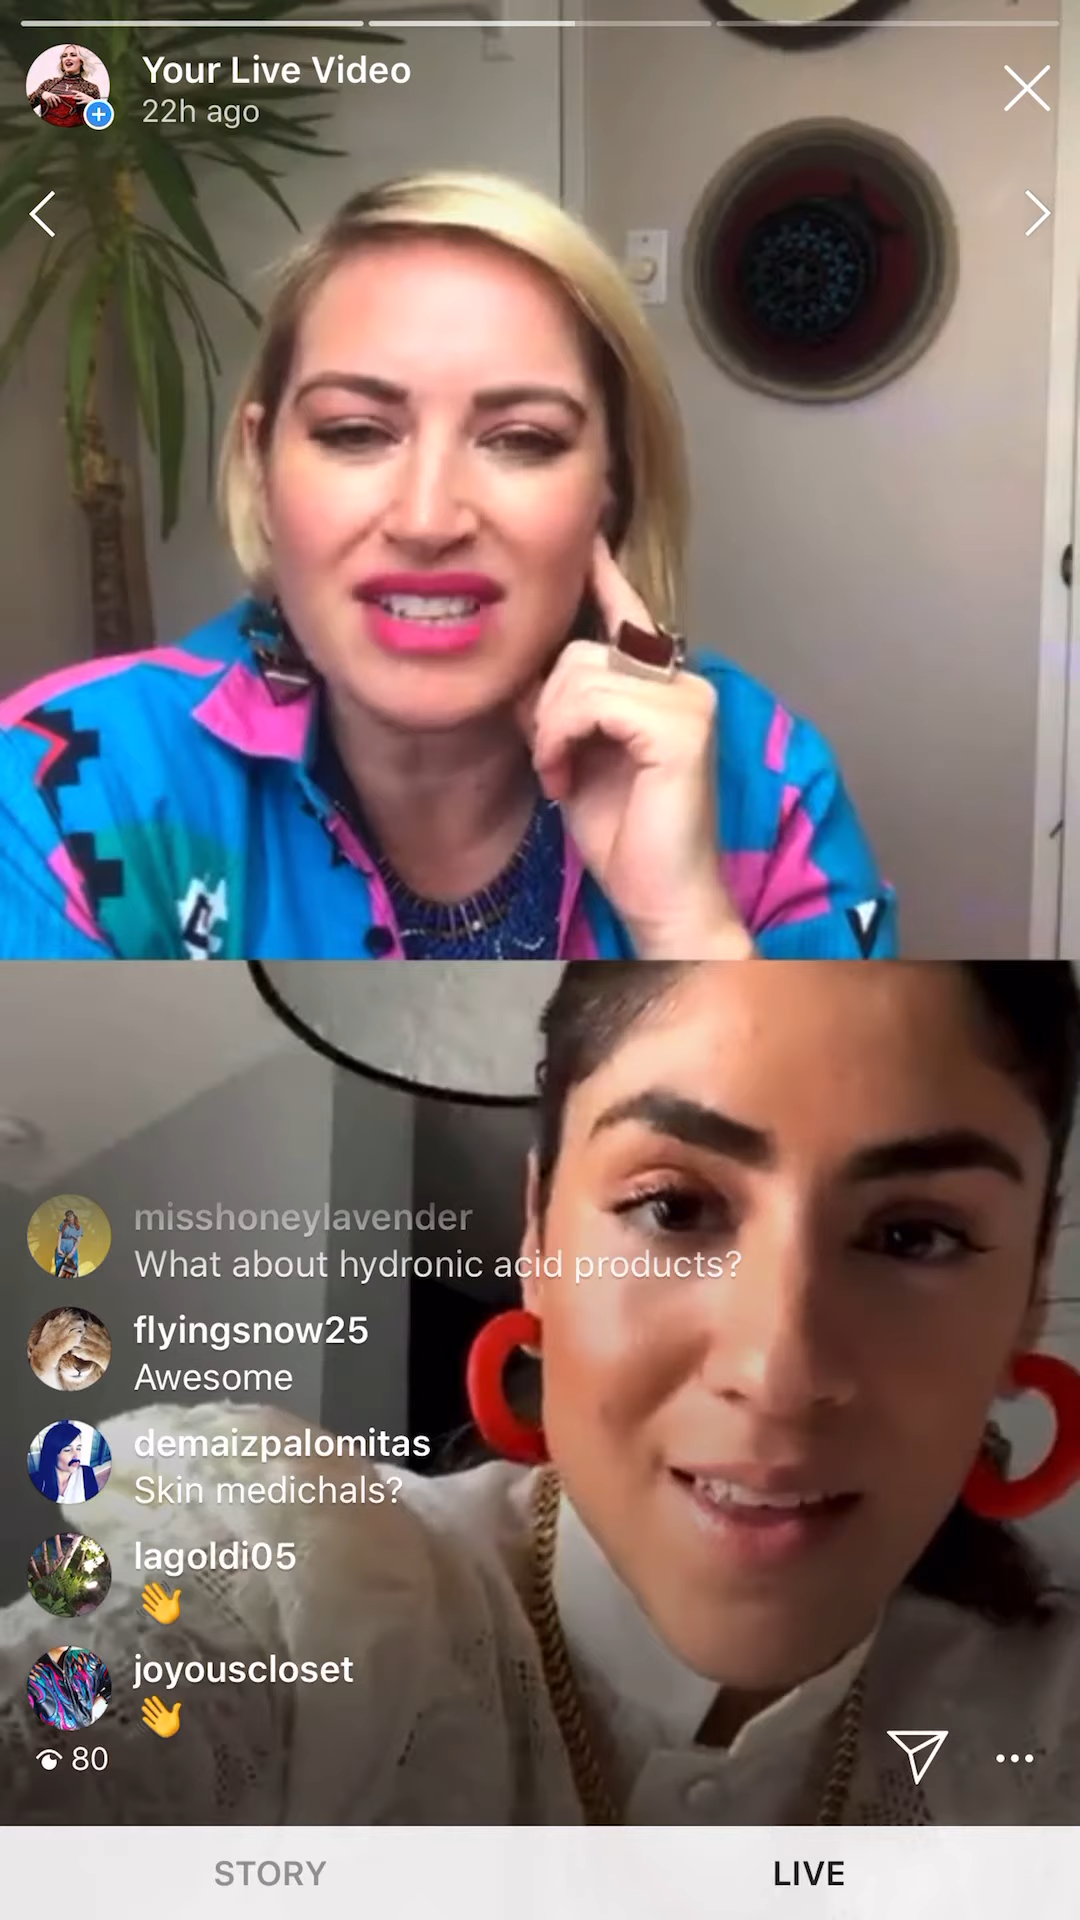 Your Live Video
22h ago
misshoneylavender
What about hydronic acid products?
flyingsnow25
Awesome
demaizpalomitas
Skin medichals?
lagoldi05
👋
joyouscloset
👋
80
STORY
LIVE